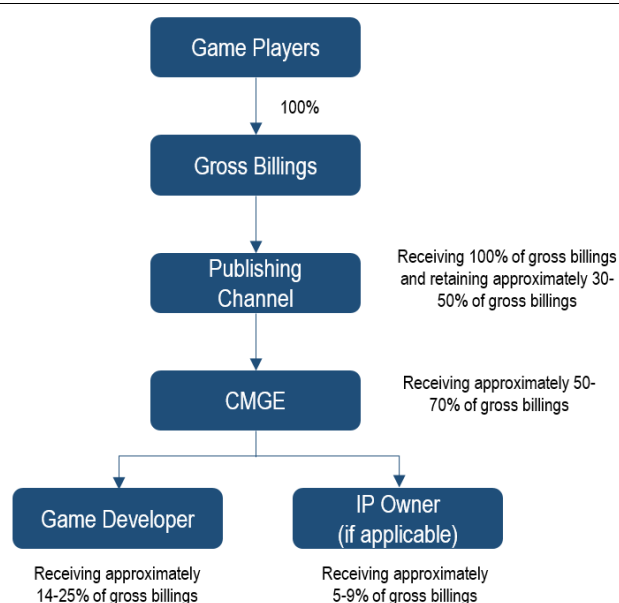 Game Players
100%
Gross Billings
Publishing
Channel
Receiving 100% of gross billings
and retaining approximately 30-
50% of gross billings
CMGE
Receiving approximately 50-
70% of gross billings
Game Developer
IP Owner
(if applicable)
Receiving approximately
14-25% of gross billings
Receiving approximately
5-9% of gross billings